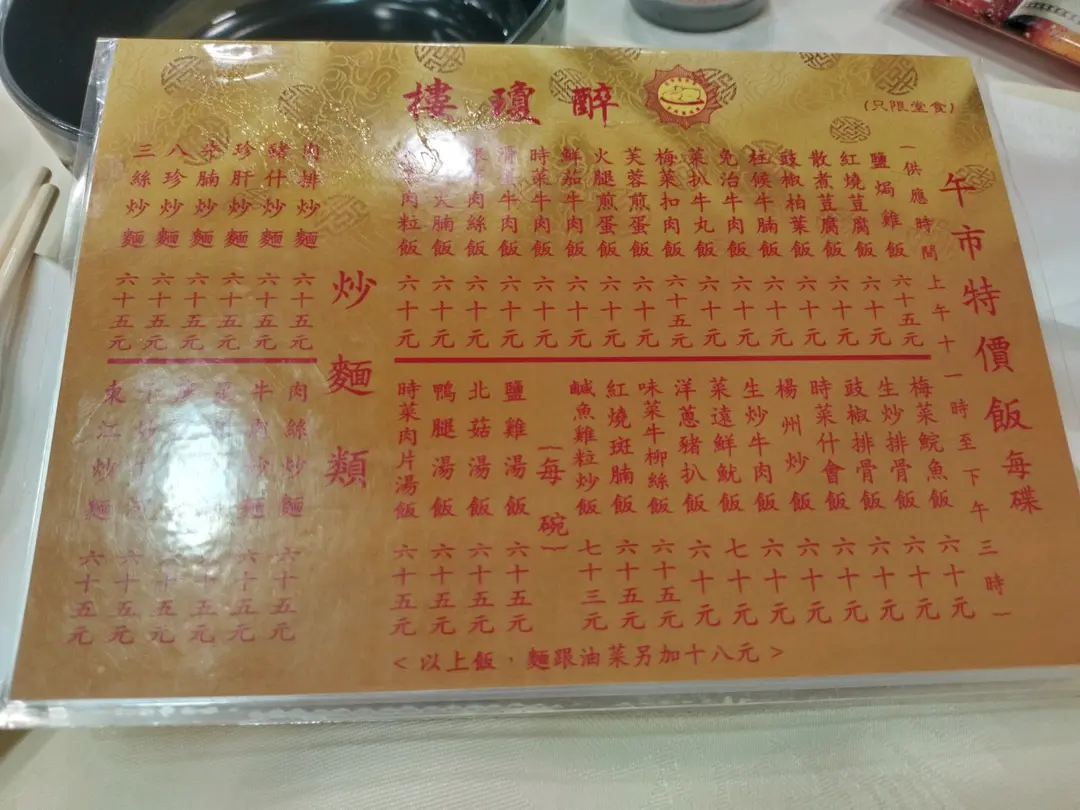 醉瓊樓
(只限堂食)
午市特價飯每碟
(供應時間上午十一時至下午三時)
鹽焗雞飯 六十五元
紅燒荳腐飯 六十元
散煮荳腐飯 六十元
豉椒柏葉飯 六十元
柱候牛腩飯 六十元
免治牛肉飯 六十元
菜扒牛丸飯 六十元
梅菜扣肉飯 六十五元
芙蓉煎蛋飯 六十元
火腿煎蛋飯 六十元
鮮茄牛肉飯 六十元
時菜牛肉飯 六十元
牛肉飯 六十元
肉絲飯 六十元
腩飯 六十元
肉粒飯 六十元
梅菜鯇魚飯 六十元
生炒排骨飯 六十元
豉椒排骨飯 六十元
時菜什會飯 六十元
楊州炒飯 六十元
生炒牛肉飯 六十元
菜遠鮮魷飯 七十元
洋蔥豬扒飯 六十元
味菜牛柳絲飯 六十五元
紅燒斑腩飯 六十五元
鹹魚雞粒炒飯 七十三元
(每碗)
鹽雞湯飯 六十五元
北菇湯飯 六十五元
鴨腿湯飯 六十五元
時菜肉片湯飯 六十五元
炒麵類
肉排炒麵 六十五元
豬什炒麵 六十五元
珍肝炒麵 六十五元
腩炒麵 六十五元
八珍炒麵 六十五元
三絲炒麵 六十五元
肉絲炒麵 六十五元
牛肉炒麵 六十五元
六十五元
六十五元
六十五元
東江炒麵 六十五元
<以上飯，麵跟油菜另加十八元>